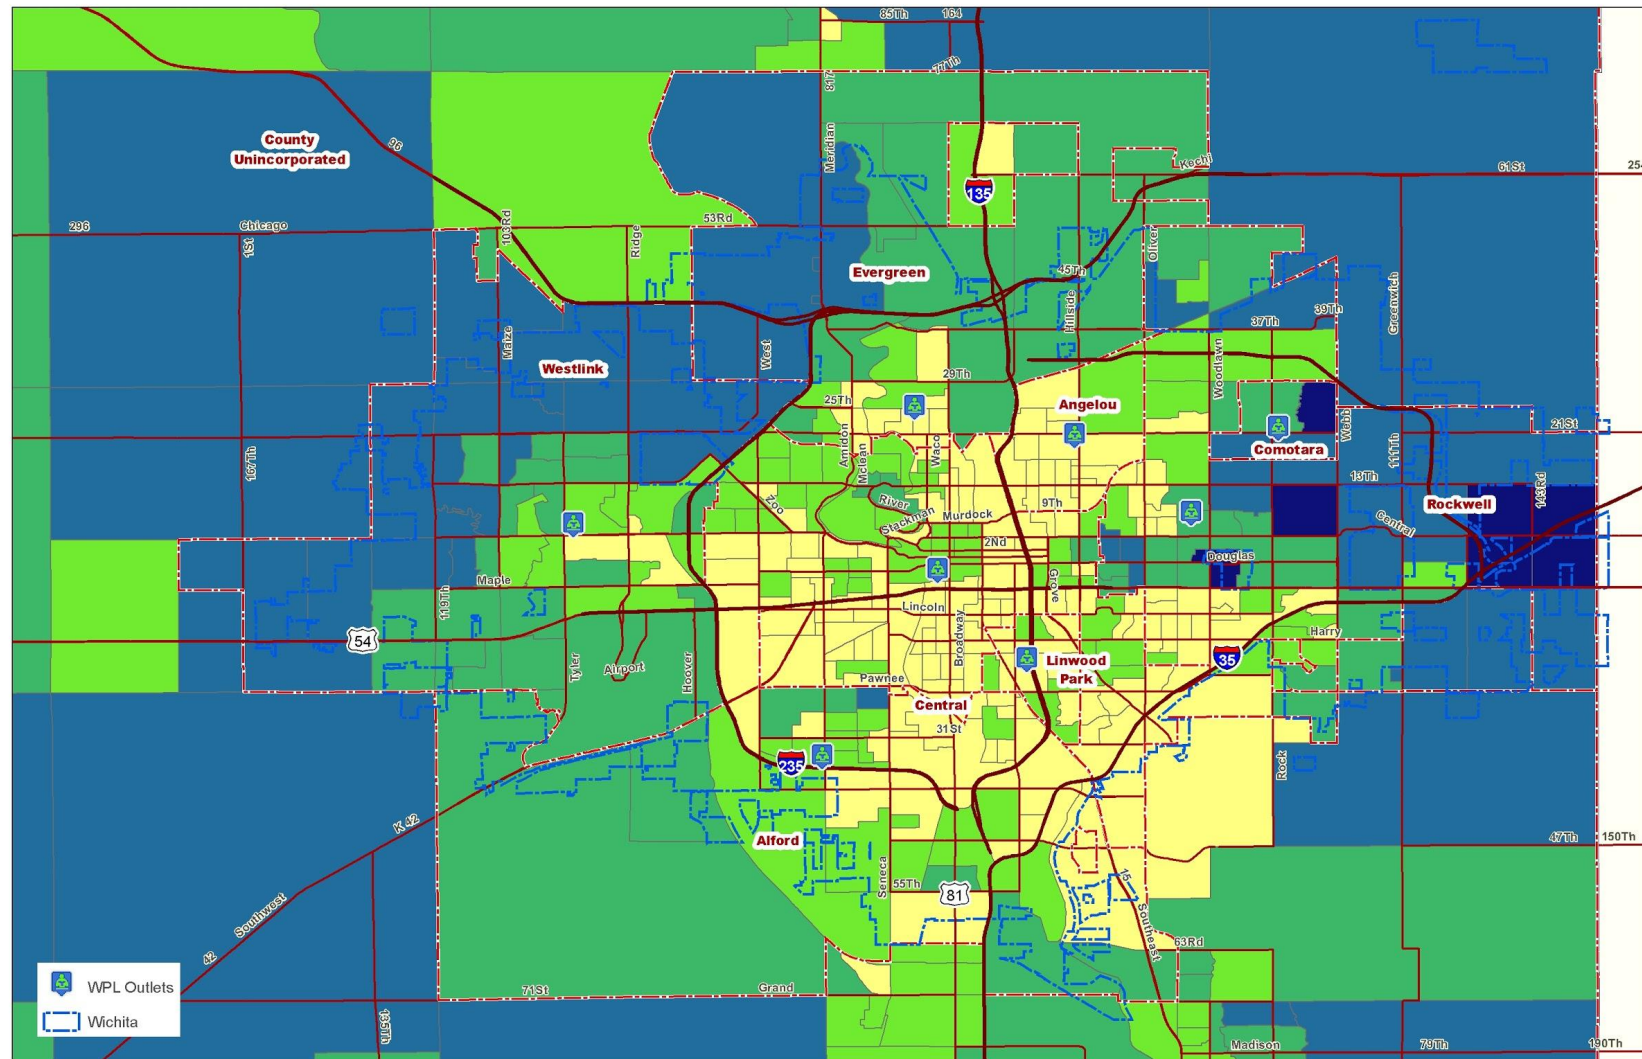 85Th
164
77Th
817
County
Unincorporated
96
Meridian
Kechi
61St
254
135
296
Chicago
1St
103Rd
Ridge
53Rd
Oliver
Evergreen
45Th
Hillside
Greenwich
39Th
37Th
Maize
West
Westlink
Woodlawn
29Th
25Th
Angelou
Amidon
Mclean
Waco
Webb
21St
Comotara
111Th
167Th
13Th
143Rd
Zoo
River
Stackman
Murdock
9Th
Rockwell
Central
2Nd
Douglas
Maple
119Th
Grove
Lincoln
Broadway
54
Harry
Airport
Tyler
Hoover
Linwood
Park
35
Pawnee
Central
31St
235
Rock
K 42
Alford
47Th
150Th
Seneca
55Th
81
15
Southeast
Southwest
42
63Rd
WPL Outlets
71St
Grand
Wichita
135Th
Madison
79Th
190Th